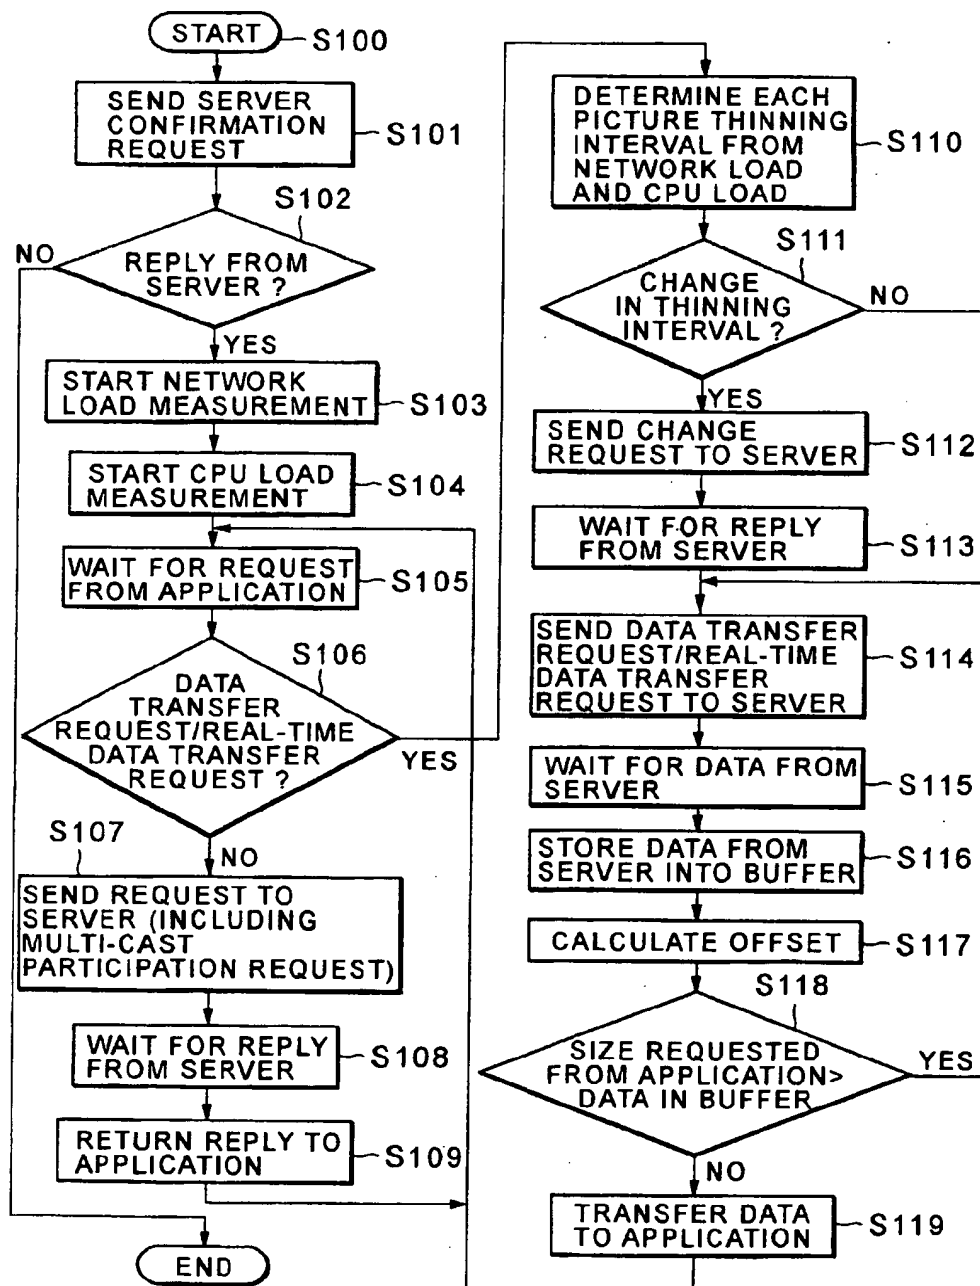 START
S100
SEND SERVER
CONFIRMATION
REQUEST
S101
S102
NO
REPLY FROM
SERVER ?
YES
START NETWORK
LOAD MEASUREMENT
S103
START CPU LOAD
MEASUREMENT
S104
WAIT FOR REQUEST
FROM APPLICATION
S105
S106
DATA
TRANSFER
REQUEST/REAL-TIME
DATA TRANSFER
REQUEST ?
YES
S107
NO
SEND REQUEST TO
SERVER (INCLUDING
MULTI-CAST
PARTICIPATION REQUEST)
WAIT FOR REPLY
FROM SERVER
S108
RETURN REPLY TO
APPLICATION
S109
END
DETERMINE EACH
PICTURE THINNING
INTERVAL FROM
NETWORK LOAD
AND CPU LOAD
S110
S111
CHANGE
IN THINNING
INTERVAL ?
NO
YES
SEND CHANGE
REQUEST TO SERVER
S112
WAIT FOR REPLY
FROM SERVER
S113
SEND DATA TRANSFER
REQUEST/REAL-TIME
DATA TRANSFER
REQUEST TO SERVER
S114
WAIT FOR DATA FROM
SERVER
S115
STORE DATA FROM
SERVER INTO BUFFER
S116
CALCULATE OFFSET
S117
S118
SIZE REQUESTED
FROM APPLICATION>
DATA IN BUFFER
YES
NO
TRANSFER DATA
TO APPLICATION
S119